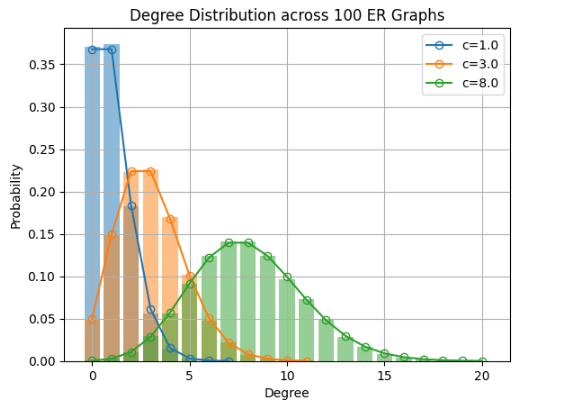 Degree Distribution across 100 ER Graphs
c=1.0
c=3.0
c=8.0
Probability
0.35
0.30
0.25
0.20
0.15
0.10
0.05
0.00
0 5 10 15 20
Degree